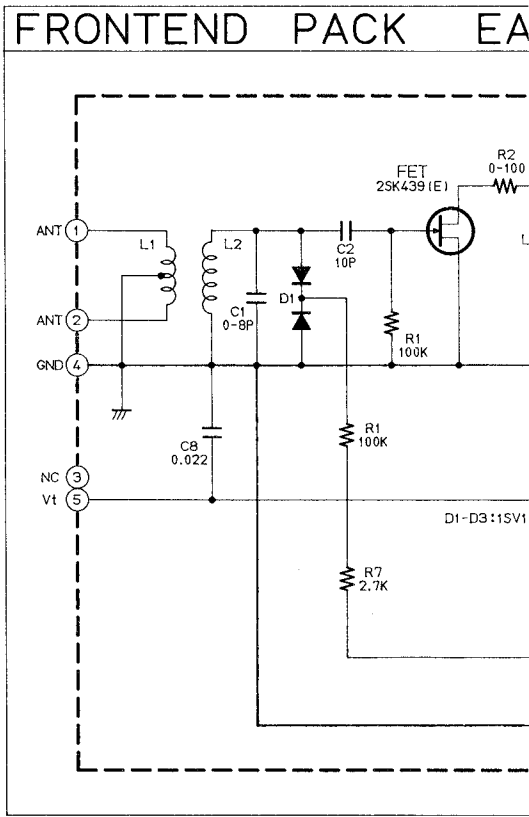 FRONTEND PACK EA
R2
0-100
FET
2SK439(E)
ANT 1
L1
L2
C2
10P
L
D1
C1
0-8P
R1
100K
ANT 2
GND 4
R1
100K
C8
0.022
NC 3
Vt 5
D1-D3:1SV1
R7
2.7K